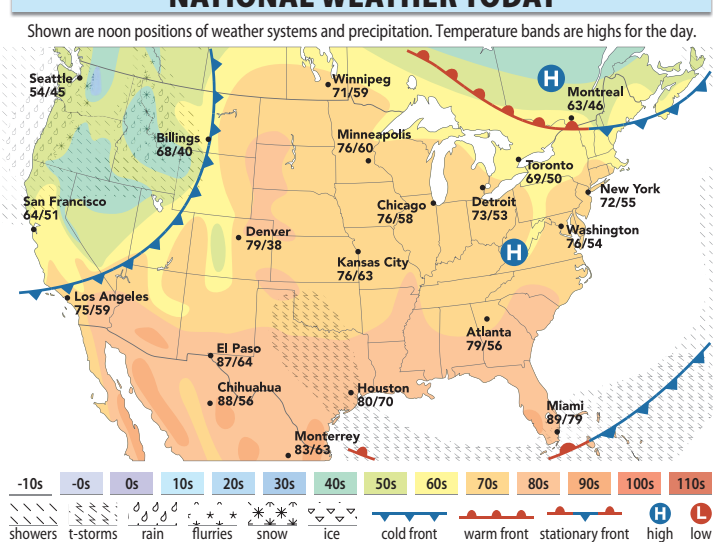 NATIONAL WEATHER TODAY
Shown are noon positions of weather systems and precipitation. Temperature bands are highs for the day.
Seattle
54/45
Winnipeg
71/59
H
Montreal
63/46
Billings
68/40
Minneapolis
76/60
Toronto
69/50
San Francisco
64/51
Chicago
76/58
Detroit
73/53
New York
72/55
Denver
79/38
Washington
76/54
H
Kansas City
76/63
Los Angeles
75/59
Atlanta
79/56
El Paso
87/64
Chihuahua
88/56
Houston
80/70
Miami
89/79
Monterrey
83/63
-10s -0s 0s 10s 20s 30s 40s 50s 60s 70s 80s 90s 100s 110s
H L
showers t-storms rain flurries snow ice cold front warm front stationary front high low